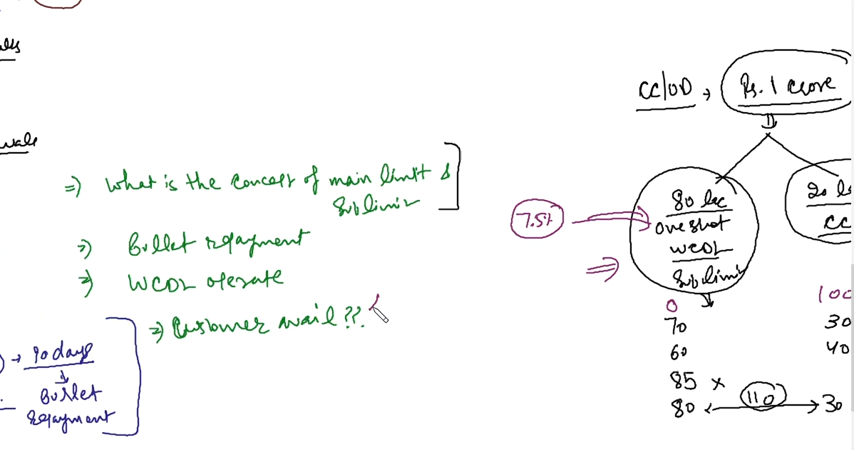 CC/OD → Rs. 1 crore
⇒ What is the concept of main limit &
sublimit
⇒ Bullet repayment
⇒ WCDL operate
⇒ Customer avail??
→ 90 days
Bullet
repayment
7.5%
80 lac
one shot
WCDL
Sublimit
20
CC
0 100
70 30
60 40
85 x
80 ← 110 → 30